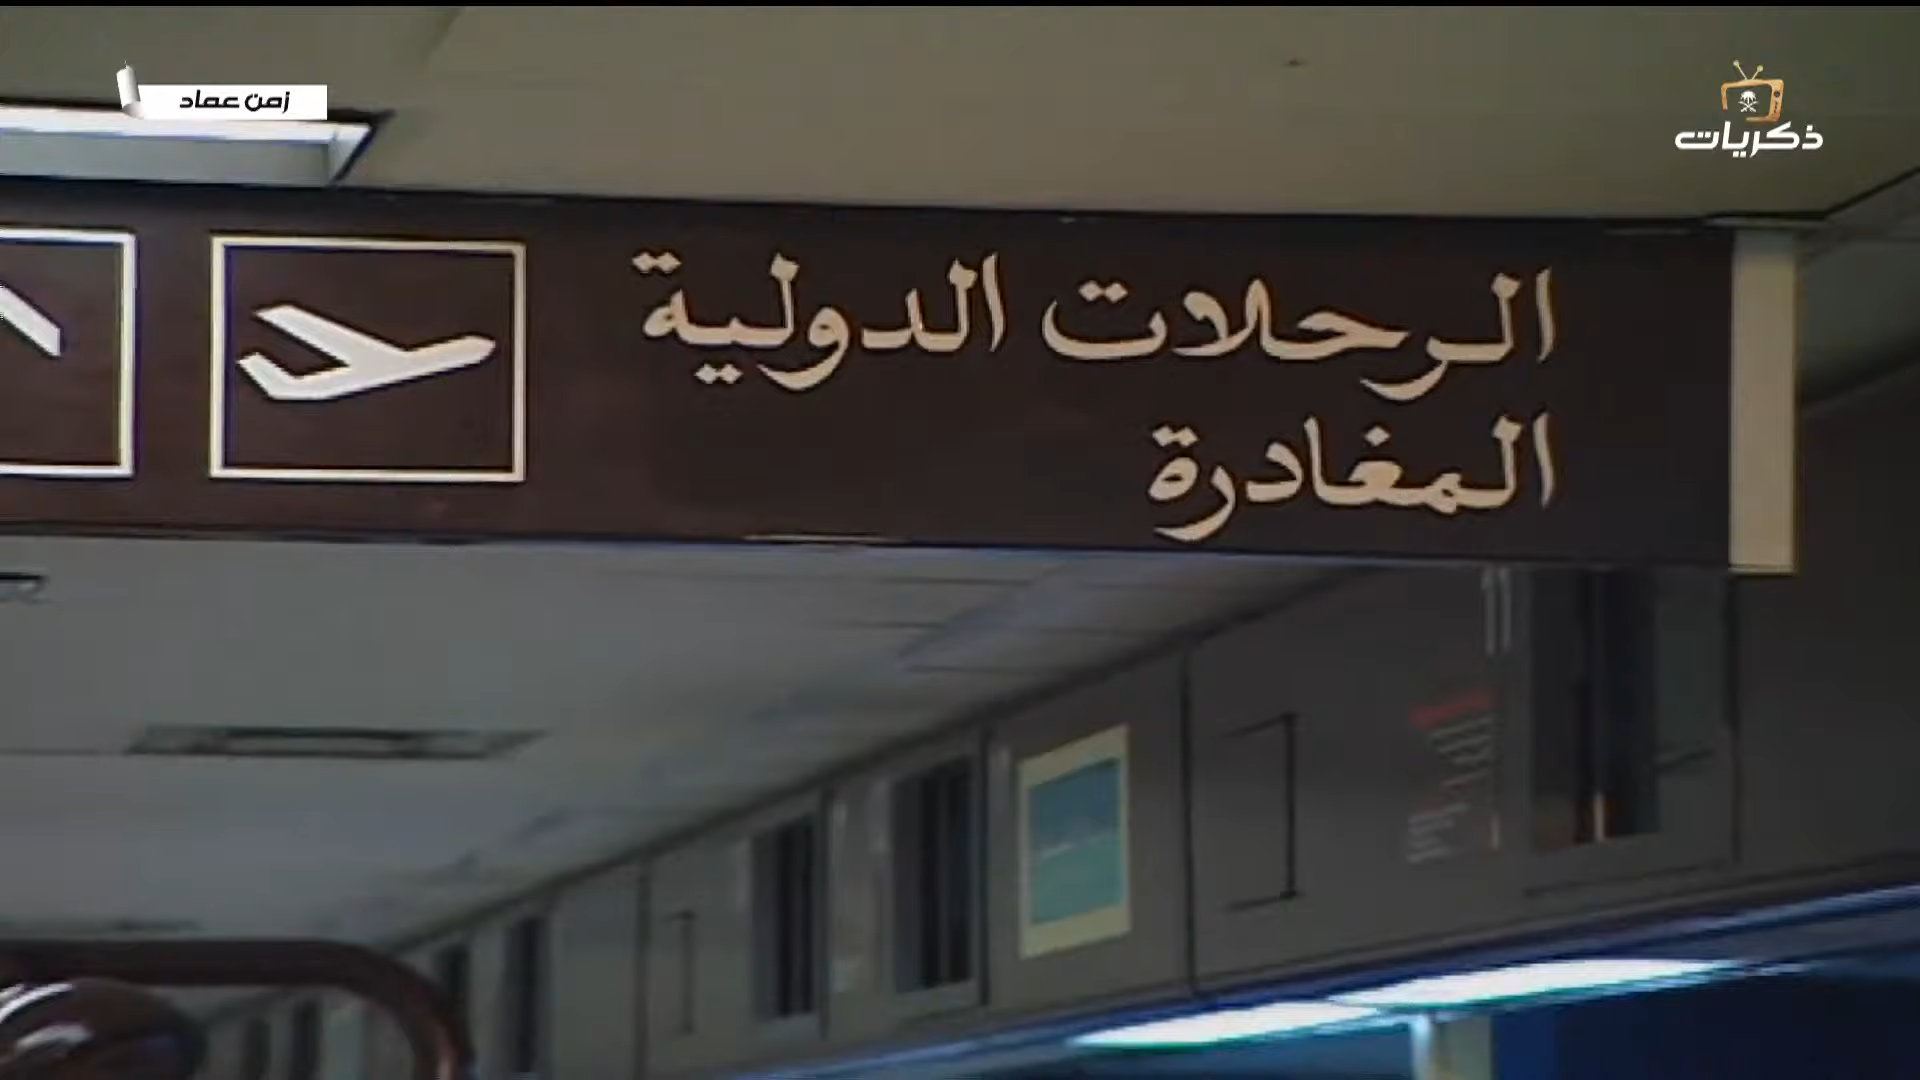 زمن عماد
ذكريات
الرحلات الدولية
المغادرة